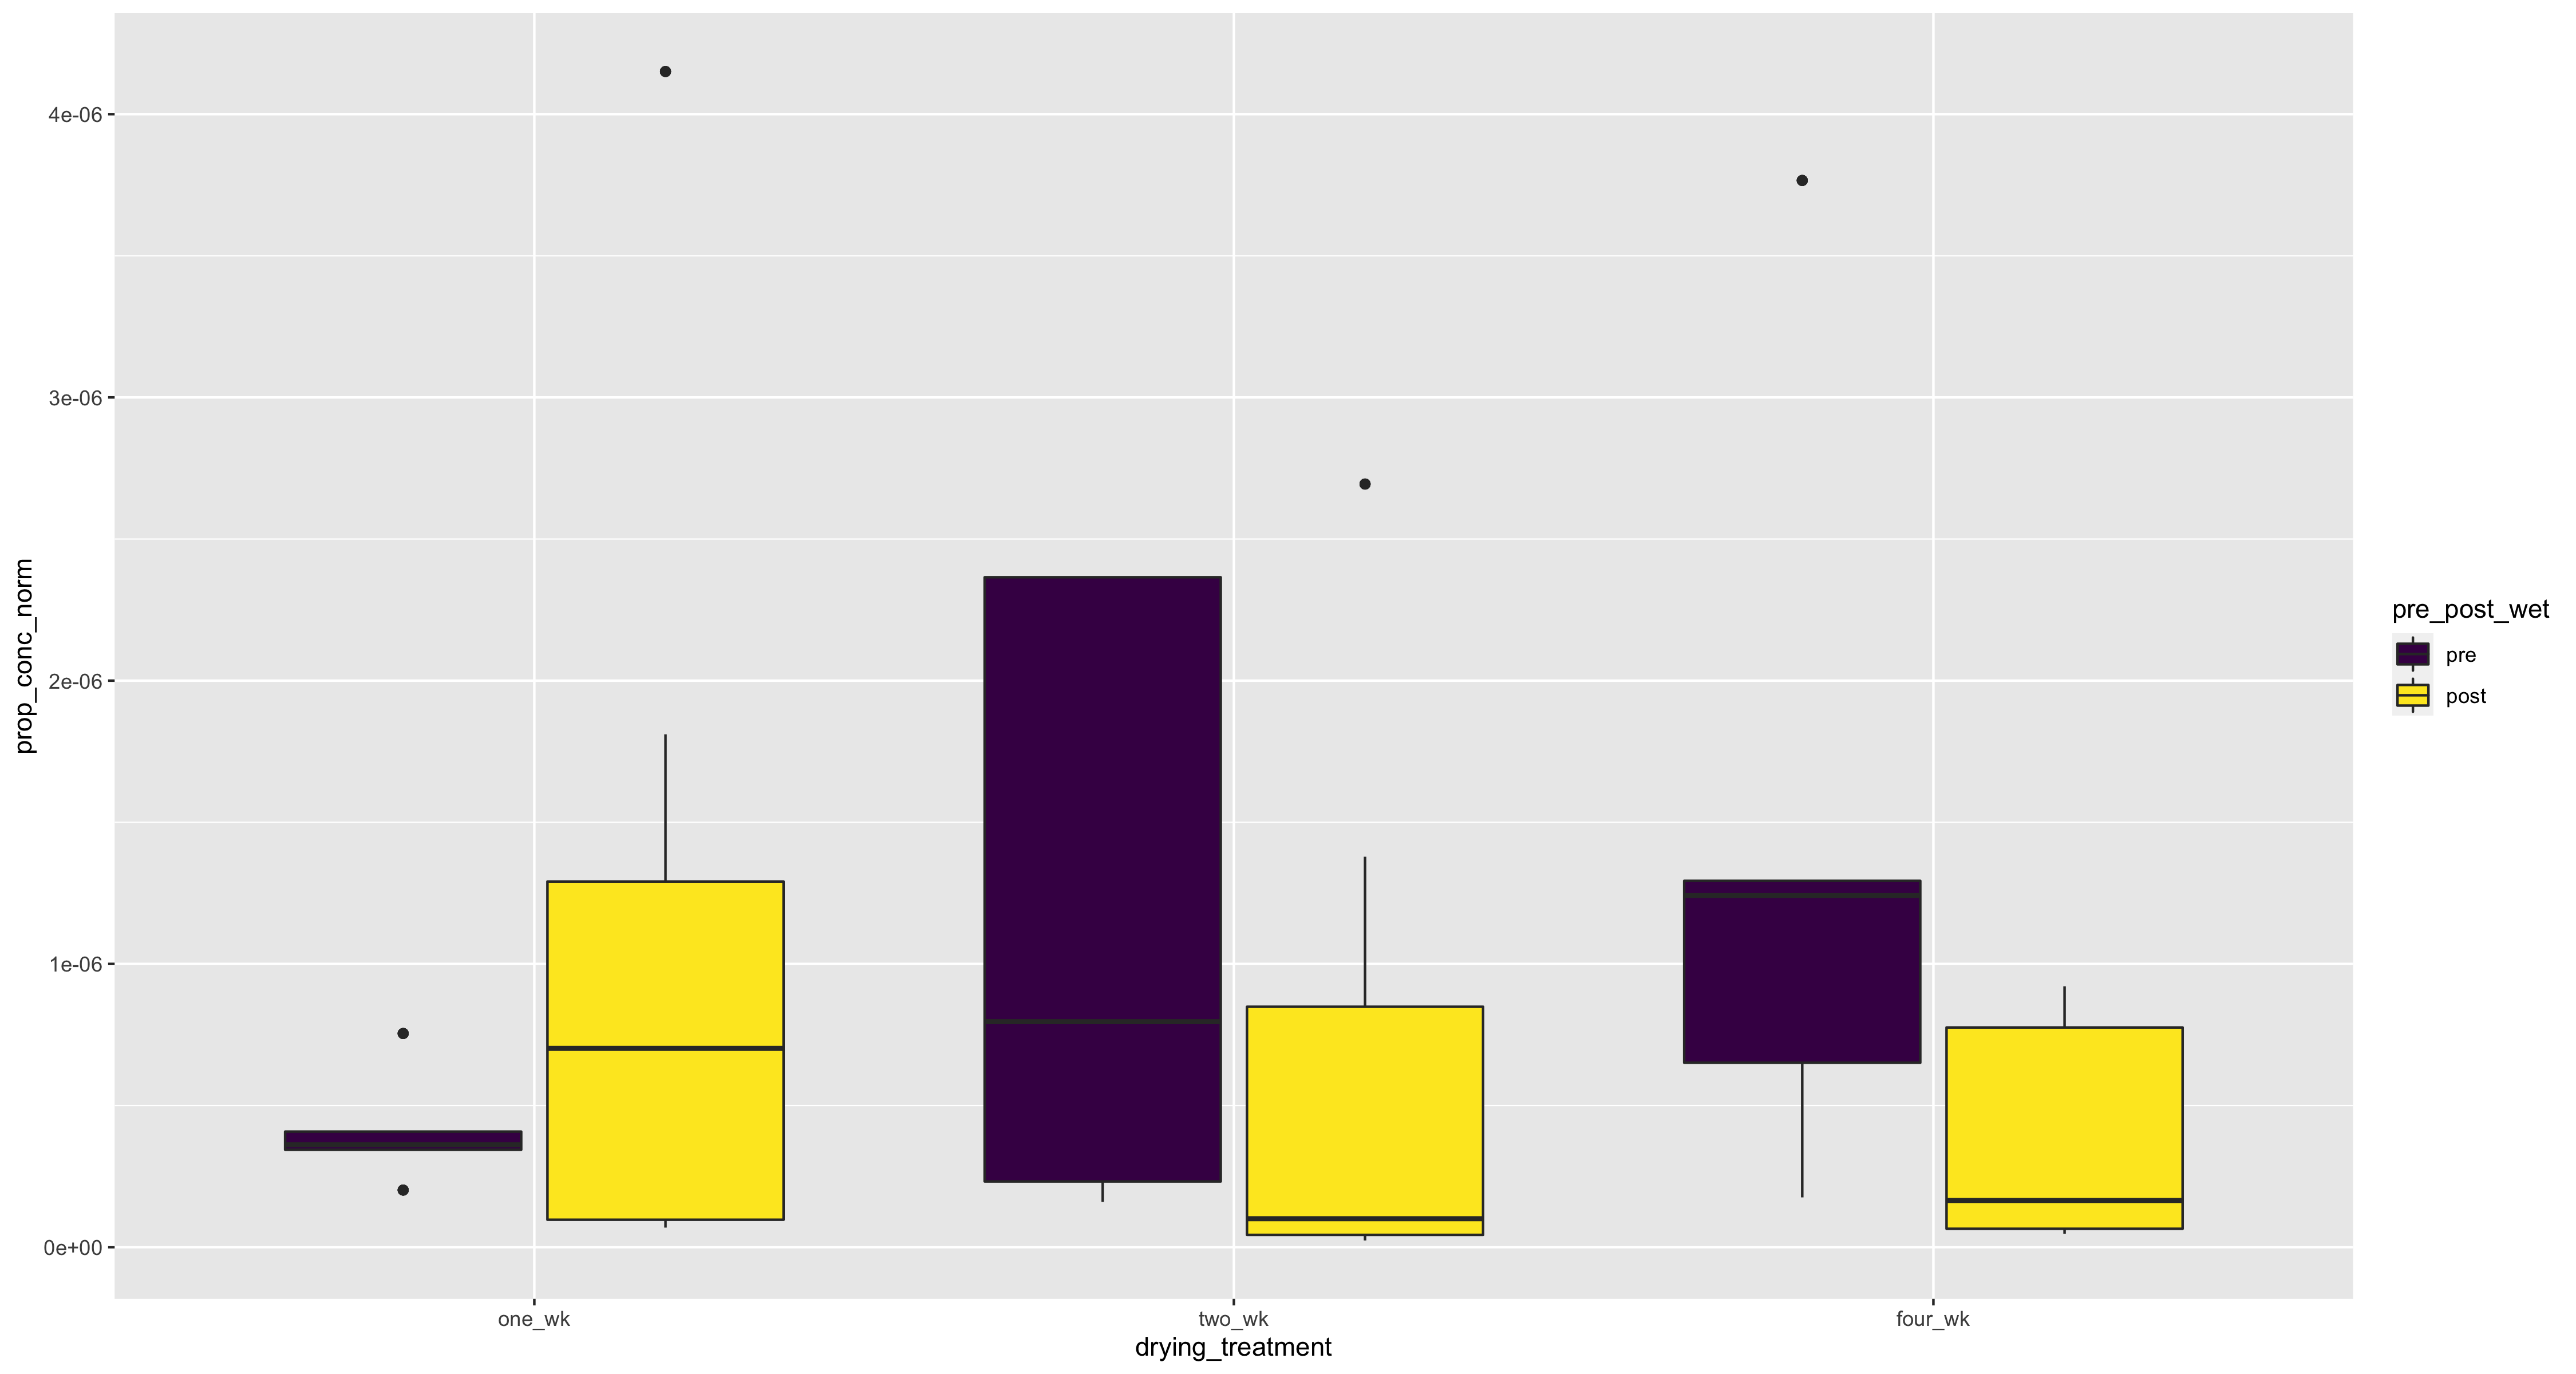 4e-06
3e-06
2e-06
1e-06
0e+00
prop_conc_norm
one_wk
two_wk
four_wk
drying_treatment
pre_post_wet
pre
post